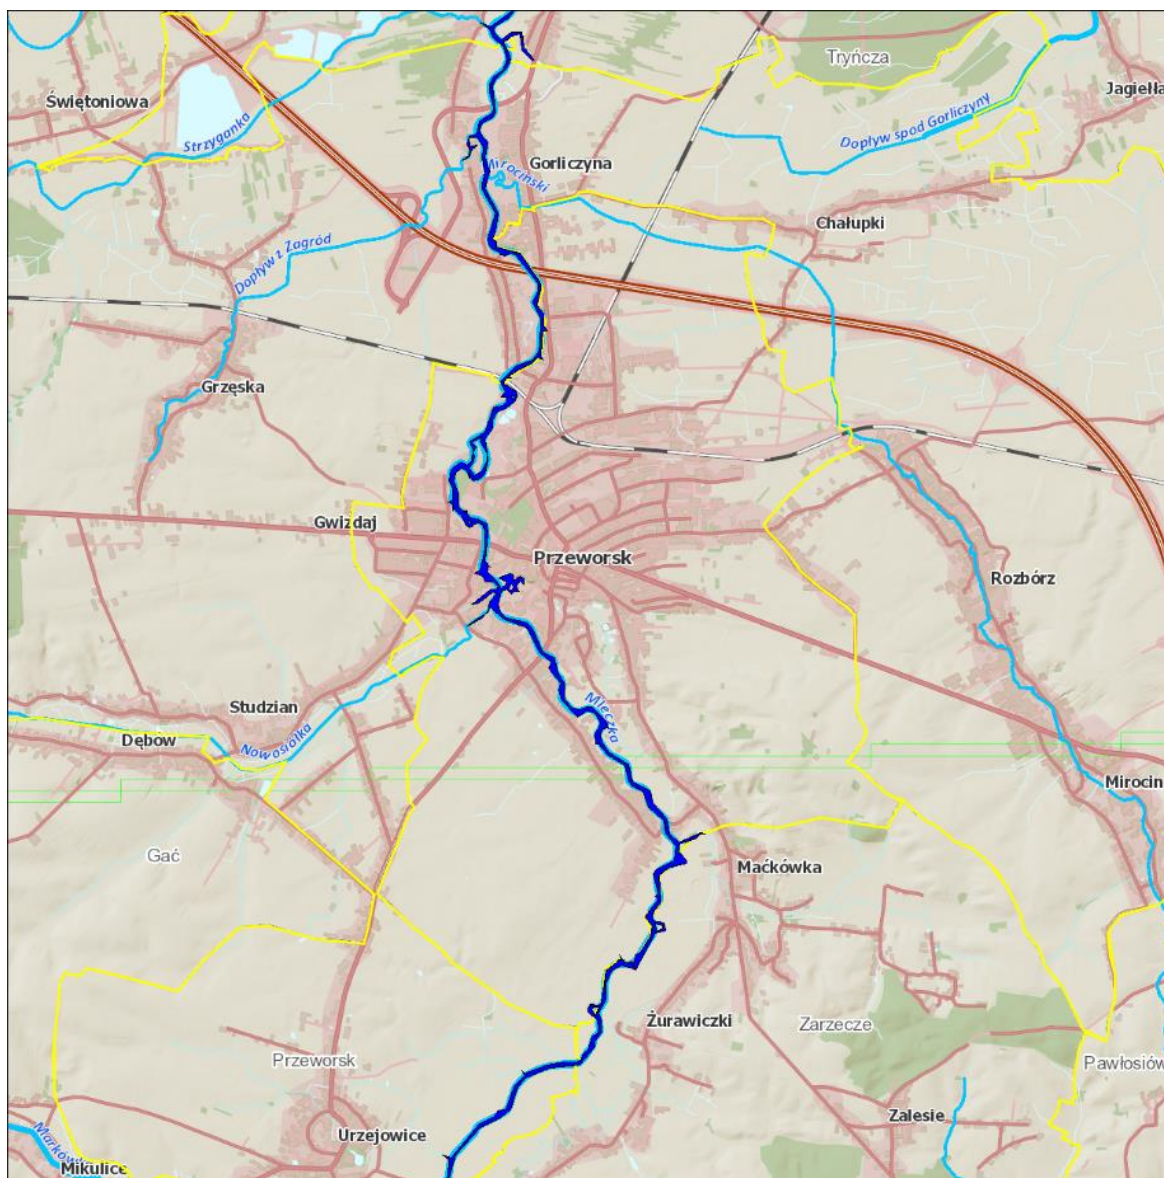 Tryńcza
Świętoniowa
Jagiełła
Strzyganka
Dopływ spod Gorliczyny
Gorliczyna
Mirociński
Chałupki
Dopływ z Zagród
Grzęska
Gwizdaj
Przeworsk
Rozbórz
Studzian
Mleczka
Dębów
Nowosiółka
Mirocin
Gać
Maćkówka
Żurawiczki
Zarzecze
Przeworsk
Pawłosiów
Zalesie
Urzejowice
Mikulice